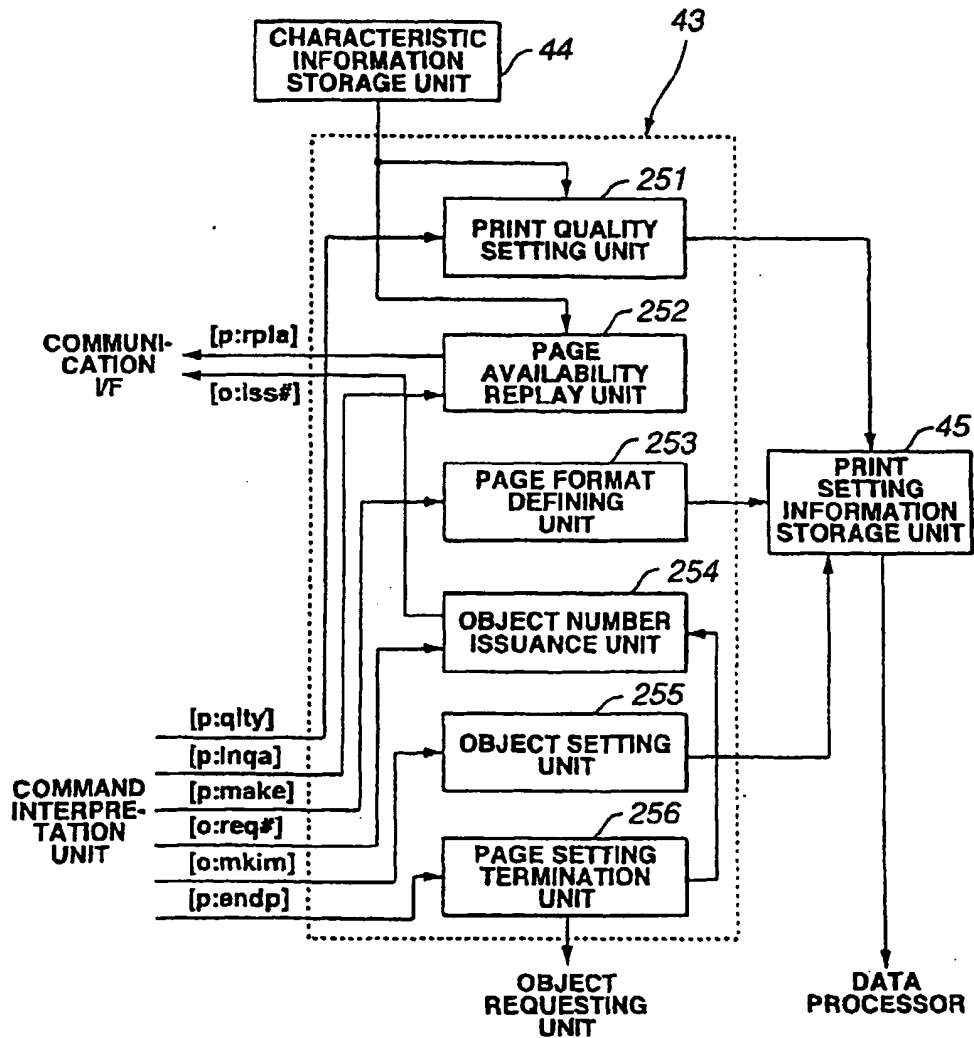 CHARACTERISTIC
INFORMATION
STORAGE UNIT
44
43
251
PRINT QUALITY
SETTING UNIT
252
PAGE
AVAILABILITY
REPLAY UNIT
COMMUNI-
CATION
I/F
[p:rpla]
[o:iss#]
253
PAGE FORMAT
DEFINING
UNIT
45
PRINT
SETTING
INFORMATION
STORAGE UNIT
254
OBJECT NUMBER
ISSUANCE UNIT
255
OBJECT SETTING
UNIT
256
PAGE SETTING
TERMINATION
UNIT
COMMAND
INTERPRE-
TATION
UNIT
[p:qlty]
[p:inqa]
[p:make]
[o:req#]
[o:mkim]
[p:endp]
OBJECT
REQUESTING
UNIT
DATA
PROCESSOR